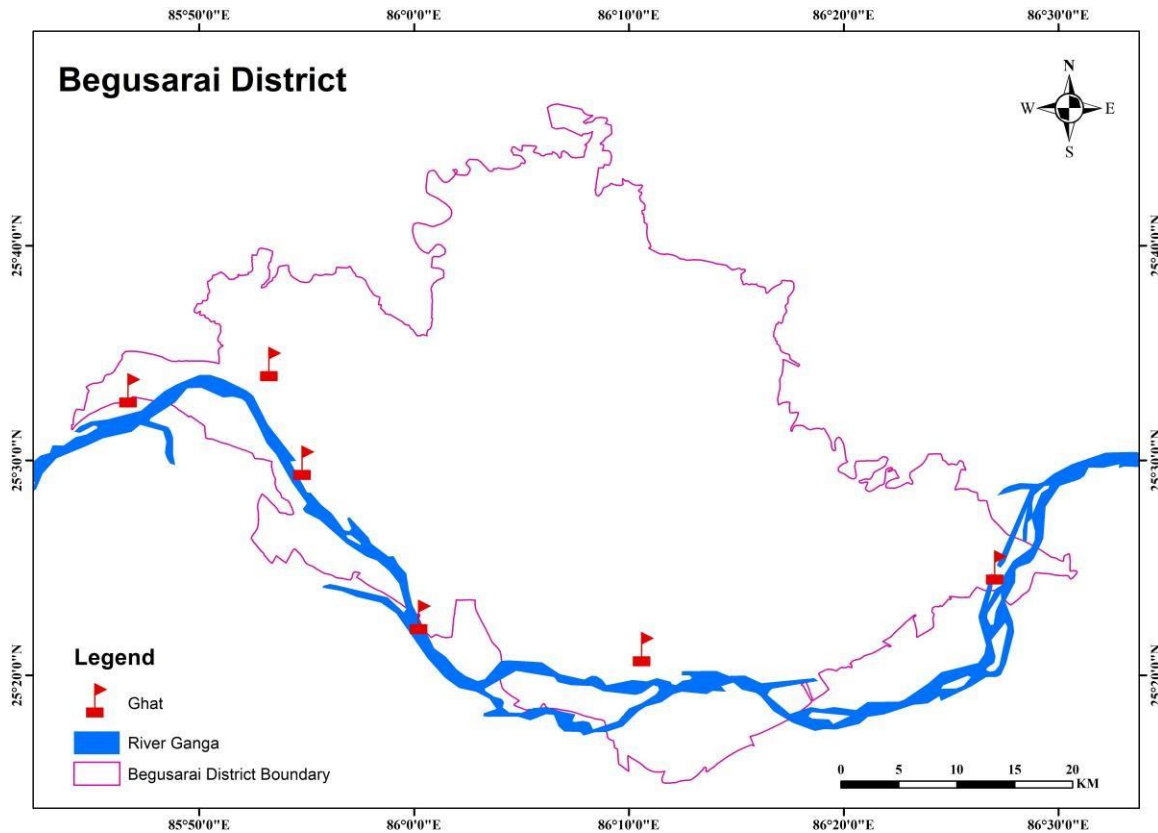 85°50'0"E 86°0'0"E 86°10'0"E 86°20'0"E 86°30'0"E
Begusarai District
N
W E
S
25°40'0"N 25°40'0"N
25°30'0"N 25°30'0"N
25°20'0"N 25°20'0"N
Legend
Ghat
River Ganga
Begusarai District Boundary
0 5 10 15 20
KM
85°50'0"E 86°0'0"E 86°10'0"E 86°20'0"E 86°30'0"E